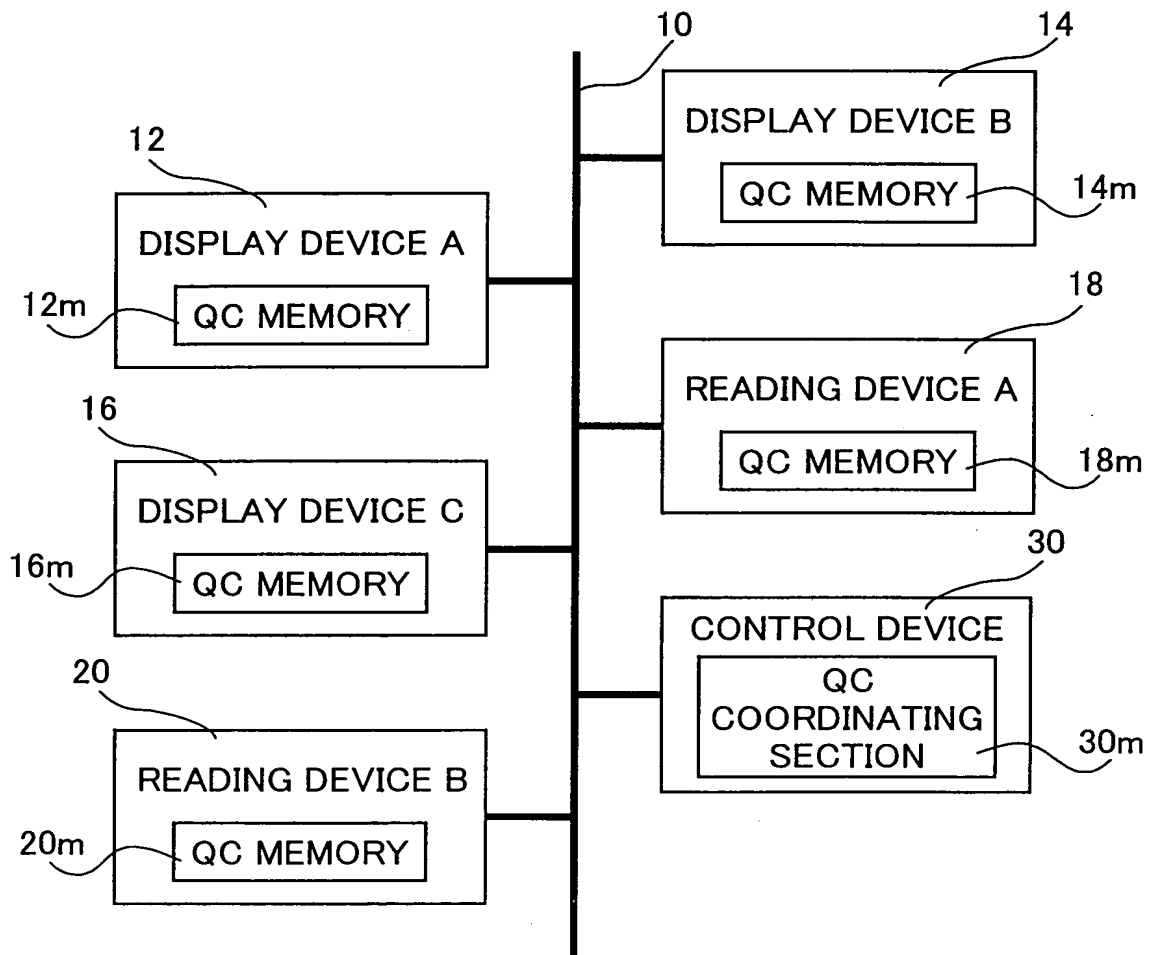 10
14
DISPLAY DEVICE B
QC MEMORY
14m
12
DISPLAY DEVICE A
QC MEMORY
12m
18
READING DEVICE A
QC MEMORY
18m
16
DISPLAY DEVICE C
QC MEMORY
16m
30
CONTROL DEVICE
QC
COORDINATING
SECTION
30m
20
READING DEVICE B
QC MEMORY
20m